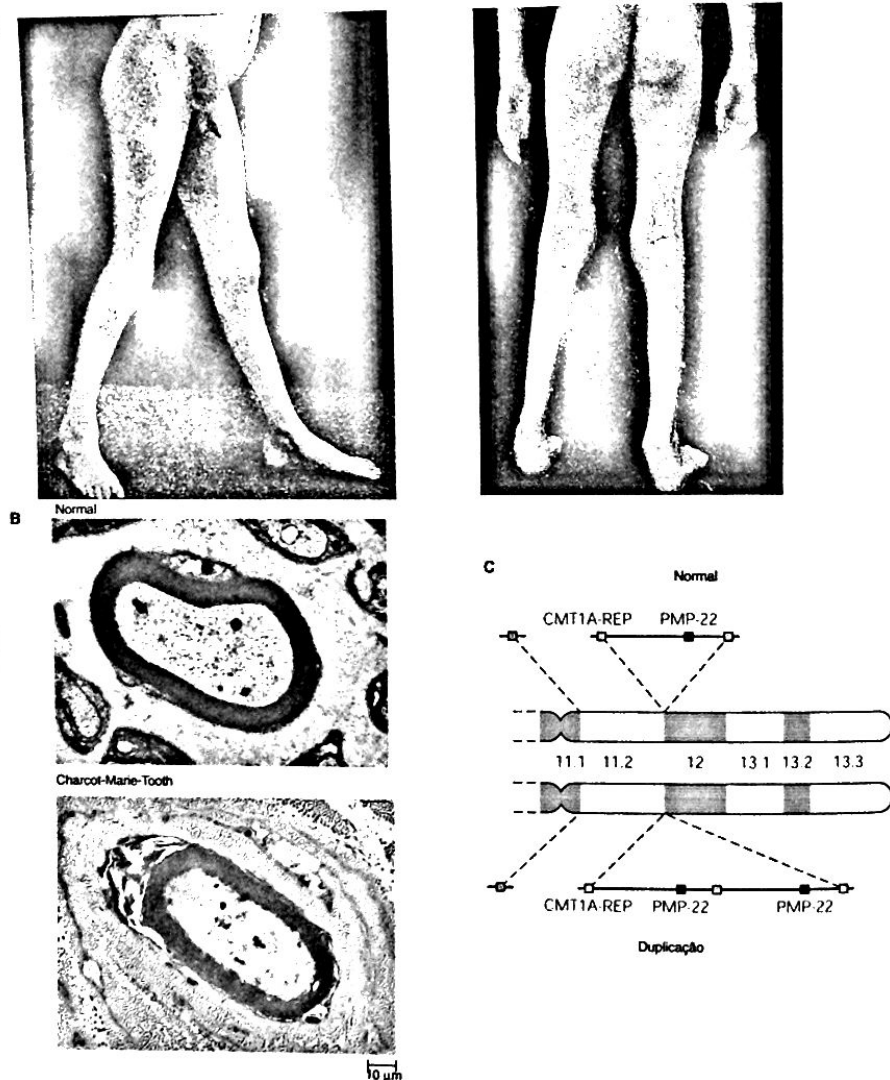 B
Normal
Charcot-Marie-Tooth
10 µm
C
Normal
CMT1A-REP PMP-22
11.1 11.2 12 13 1 13.2 13.3
CMT1A-REP PMP-22 PMP-22
Duplicação